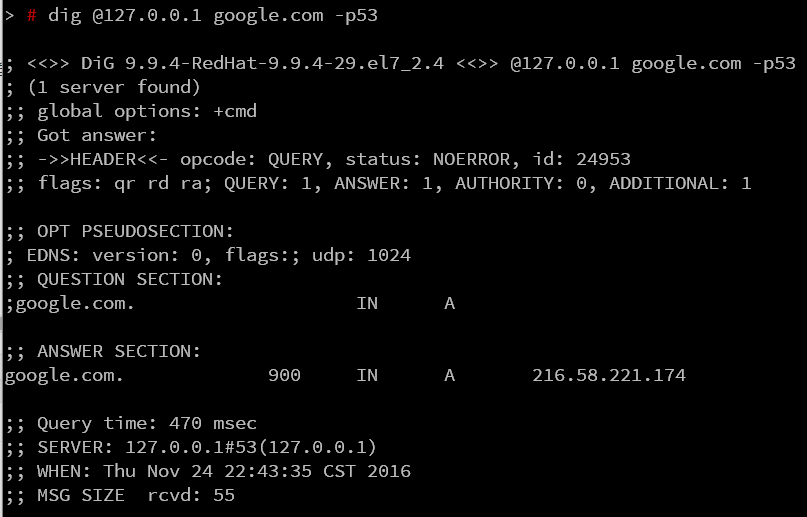 > # dig @127.0.0.1 google.com -p53
; <<>> DiG 9.9.4-RedHat-9.9.4-29.el7_2.4 <<>> @127.0.0.1 google.com -p53
; (1 server found)
;; global options: +cmd
;; Got answer:
;; ->>HEADER<<- opcode: QUERY, status: NOERROR, id: 24953
;; flags: qr rd ra; QUERY: 1, ANSWER: 1, AUTHORITY: 0, ADDITIONAL: 1
;; OPT PSEUDOSECTION:
; EDNS: version: 0, flags:; udp: 1024
;; QUESTION SECTION:
;google.com. IN A
;; ANSWER SECTION:
google.com. 900 IN A 216.58.221.174
;; Query time: 470 msec
;; SERVER: 127.0.0.1#53(127.0.0.1)
;; WHEN: Thu Nov 24 22:43:35 CST 2016
;; MSG SIZE  rcvd: 55